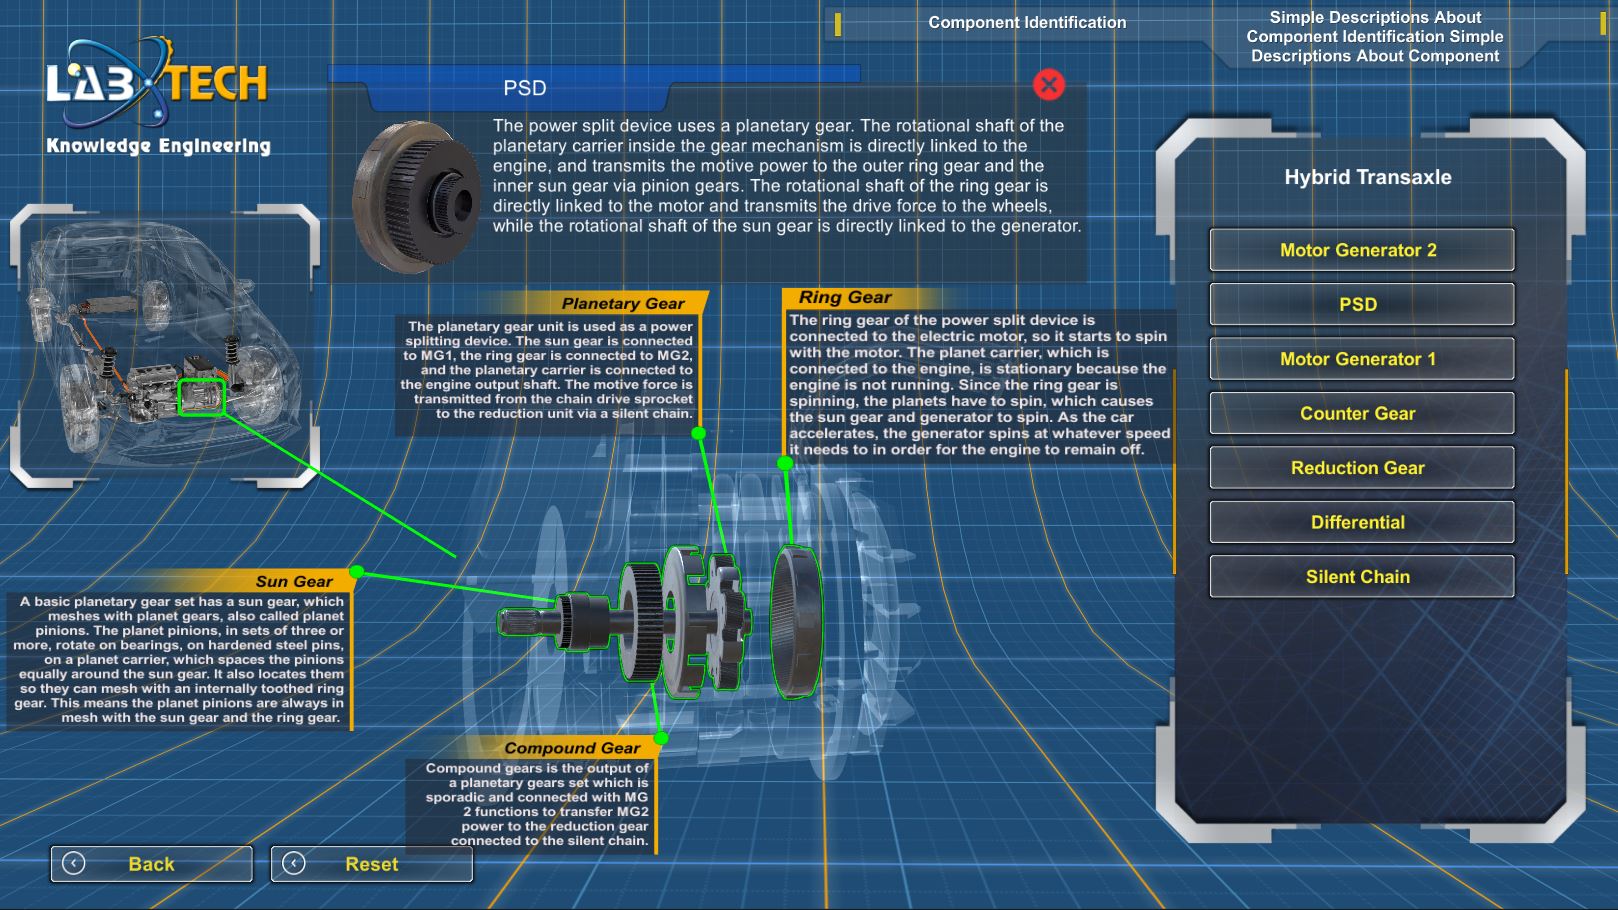 Component Identification
Simple Descriptions About
Component Identification Simple
Descriptions About Component
LABTECH
Knowledge Engineering
PSD
The power split device uses a planetary gear. The rotational shaft of the
planetary carrier inside the gear mechanism is directly linked to the
engine, and transmits the motive power to the outer ring gear and the
inner sun gear via pinion gears. The rotational shaft of the ring gear is
directly linked to the motor and transmits the drive force to the wheels,
while the rotational shaft of the sun gear is directly linked to the generator.
Planetary Gear
The planetary gear unit is used as a power
splitting device. The sun gear is connected
to MG1, the ring gear is connected to MG2,
and the planetary carrier is connected to
the engine output shaft. The motive force is
transmitted from the chain drive sprocket
to the reduction unit via a silent chain.
Ring Gear
The ring gear of the power split device is
connected to the electric motor, so it starts to spin
with the motor. The planet carrier, which is
connected to the engine, is stationary because the
engine is not running. Since the ring gear is
spinning, the planets have to spin, which causes
the sun gear and generator to spin. As the car
accelerates, the generator spins at whatever speed
it needs to in order for the engine to remain off.
Sun Gear
A basic planetary gear set has a sun gear, which
meshes with planet gears, also called planet
pinions. The planet pinions, in sets of three or
more, rotate on bearings, on hardened steel pins,
on a planet carrier, which spaces the pinions
equally around the sun gear. It also locates them
so they can mesh with an internally toothed ring
gear. This means the planet pinions are always in
mesh with the sun gear and the ring gear.
Compound Gear
Compound gears is the output of
a planetary gears set which is
sporadic and connected with MG
2 functions to transfer MG2
power to the reduction gear
connected to the silent chain.
Hybrid Transaxle
Motor Generator 2
PSD
Motor Generator 1
Counter Gear
Reduction Gear
Differential
Silent Chain
Back
Reset